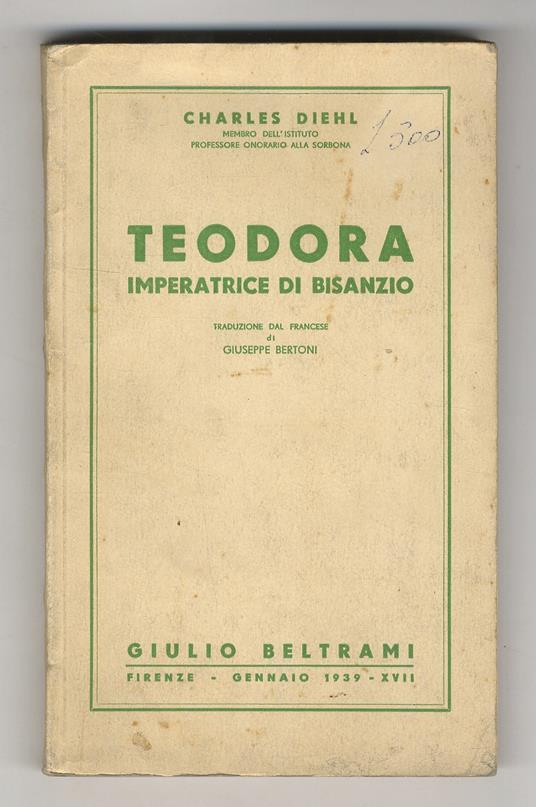 CHARLES DIEHL
MEMBRO DELL'ISTITUTO
PROFESSORE ONORARIO ALLA SORBONA
£ 500
TEODORA
IMPERATRICE DI BISANZIO
TRADUZIONE DAL FRANCESE
di
GIUSEPPE BERTONI
GIULIO BELTRAMI
FIRENZE - GENNAIO 1939 - XVII